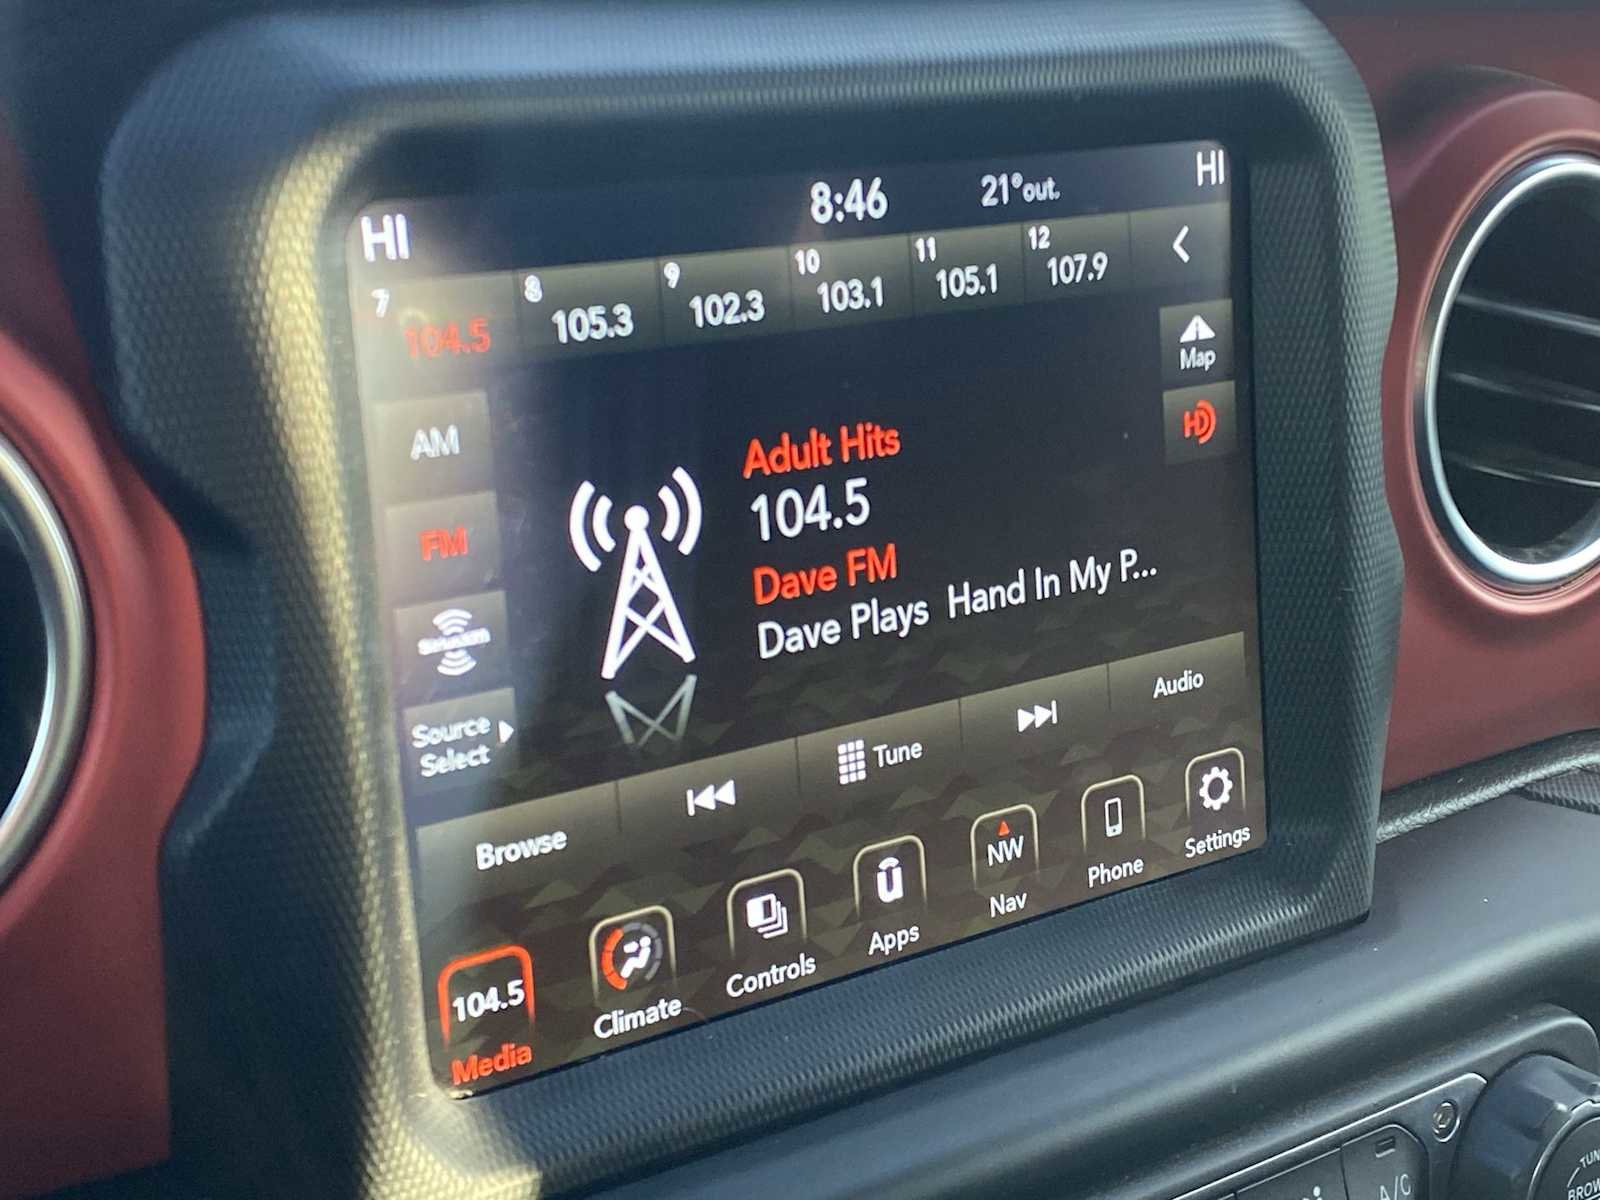 HI 8:46 21°out. HI
7 8 9 10 11 12
104.5 105.3 102.3 103.1 105.1 107.9
Map
AM
HD
Adult Hits
104.5
FM
Dave FM
Dave Plays Hand In My P...
SiriusXM
Source
Select
Browse Tune Audio
104.5 NW
Media Climate Controls Apps Nav Phone Settings
A/C